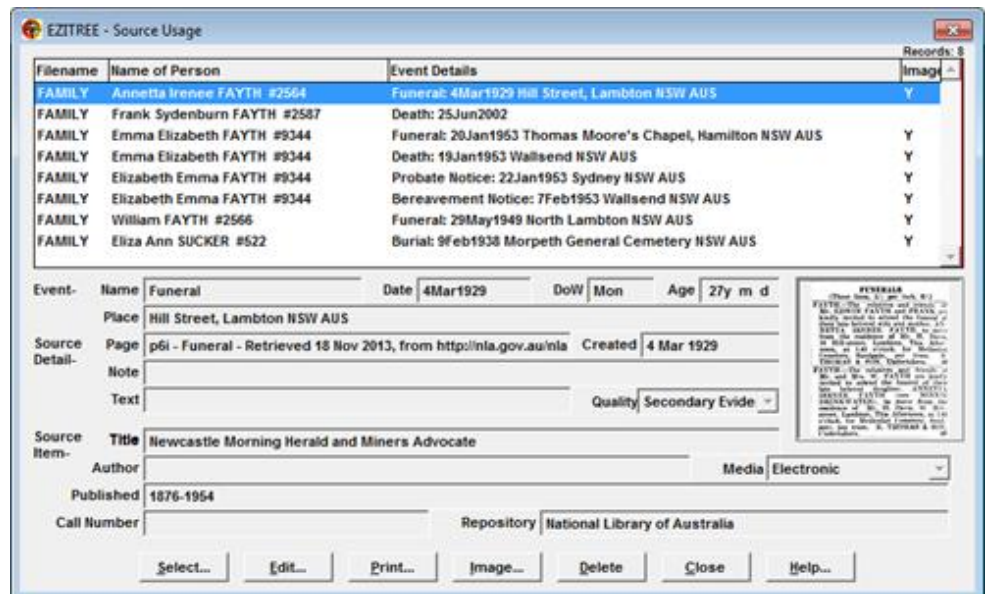 EZITREE - Source Usage
Records: 8
Filename Name of Person Event Details Image
FAMILY Annetta Irenee FAYTH #2564 Funeral: 4Mar1929 Hill Street, Lambton NSW AUS Y
FAMILY Frank Sydenburn FAYTH #2587 Death: 25Jun2002
FAMILY Emma Elizabeth FAYTH #9344 Funeral: 20Jan1953 Thomas Moore's Chapel, Hamilton NSW AUS Y
FAMILY Emma Elizabeth FAYTH #9344 Death: 19Jan1953 Wallsend NSW AUS Y
FAMILY Elizabeth Emma FAYTH #9344 Probate Notice: 22Jan1953 Sydney NSW AUS Y
FAMILY Elizabeth Emma FAYTH #9344 Bereavement Notice: 7Feb1953 Wallsend NSW AUS Y
FAMILY William FAYTH #2566 Funeral: 29May1949 North Lambton NSW AUS Y
FAMILY Eliza Ann SUCKER #522 Burial: 9Feb1938 Morpeth General Cemetery NSW AUS Y
Event- Name Funeral Date 4Mar1929 DoW Mon Age 27y m d
Place Hill Street, Lambton NSW AUS
Source Detail- Page p6i - Funeral - Retrieved 18 Nov 2013, from http://nla.gov.au/nla Created 4 Mar 1929
Note
Text Quality Secondary Evide
FUNERALS
Source Item- Title Newcastle Morning Herald and Miners Advocate
Author Media Electronic
Published 1876-1954
Call Number Repository National Library of Australia
Select... Edit... Print... Image... Delete Close Help...